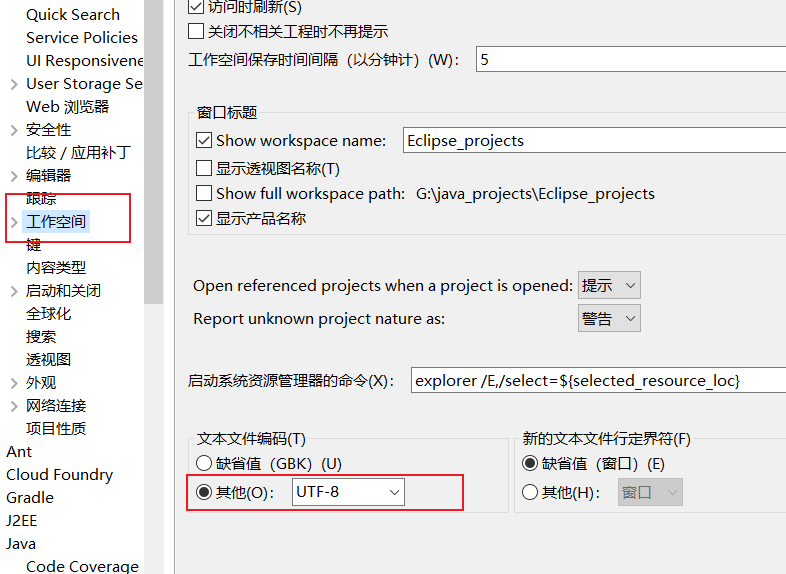 Quick Search
Service Policies
UI Responsivene
User Storage Se
Web 浏览器
安全性
比较 / 应用补丁
编辑器
跟踪
工作空间
键
内容类型
启动和关闭
全球化
搜索
透视图
外观
网络连接
项目性质
Ant
Cloud Foundry
Gradle
J2EE
Java
Code Coverage
访问时刷新(S)
关闭不相关工程时不再提示
工作空间保存时间间隔（以分钟计）(W)： 5
窗口标题
Show workspace name: Eclipse_projects
显示透视图名称(T)
Show full workspace path: G:\java_projects\Eclipse_projects
显示产品名称
Open referenced projects when a project is opened: 提示
Report unknown project nature as: 警告
启动系统资源管理器的命令(X)： explorer /E,/select=${selected_resource_loc}
文本文件编码(T)
缺省值（GBK）(U)
其他(O)： UTF-8
新的文本文件行定界符(F)
缺省值（窗口）(E)
其他(H)： 窗口